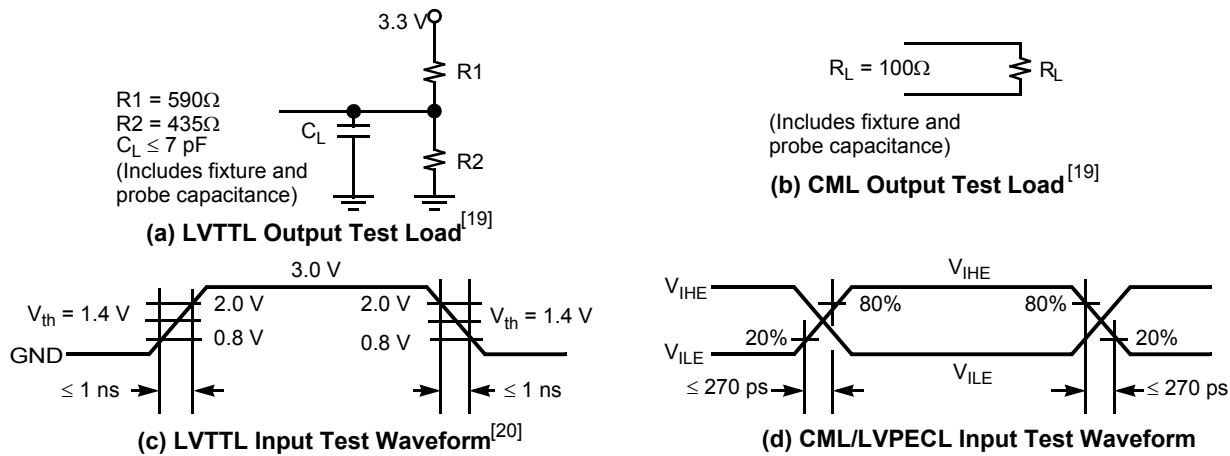 3.3 V
R1
R1 = 590Ω
R2 = 435Ω
C_L ≤ 7 pF
(Includes fixture and
probe capacitance)
C_L
R2
(a) LVTTL Output Test Load[19]
R_L = 100Ω
R_L
(Includes fixture and
probe capacitance)
(b) CML Output Test Load[19]
3.0 V
V_th = 1.4 V
2.0 V
0.8 V
2.0 V
0.8 V
V_th = 1.4 V
GND
≤ 1 ns
≤ 1 ns
(c) LVTTL Input Test Waveform[20]
V_IHE
V_IHE
80%
80%
20%
20%
V_ILE
V_ILE
≤ 270 ps
≤ 270 ps
(d) CML/LVPECL Input Test Waveform